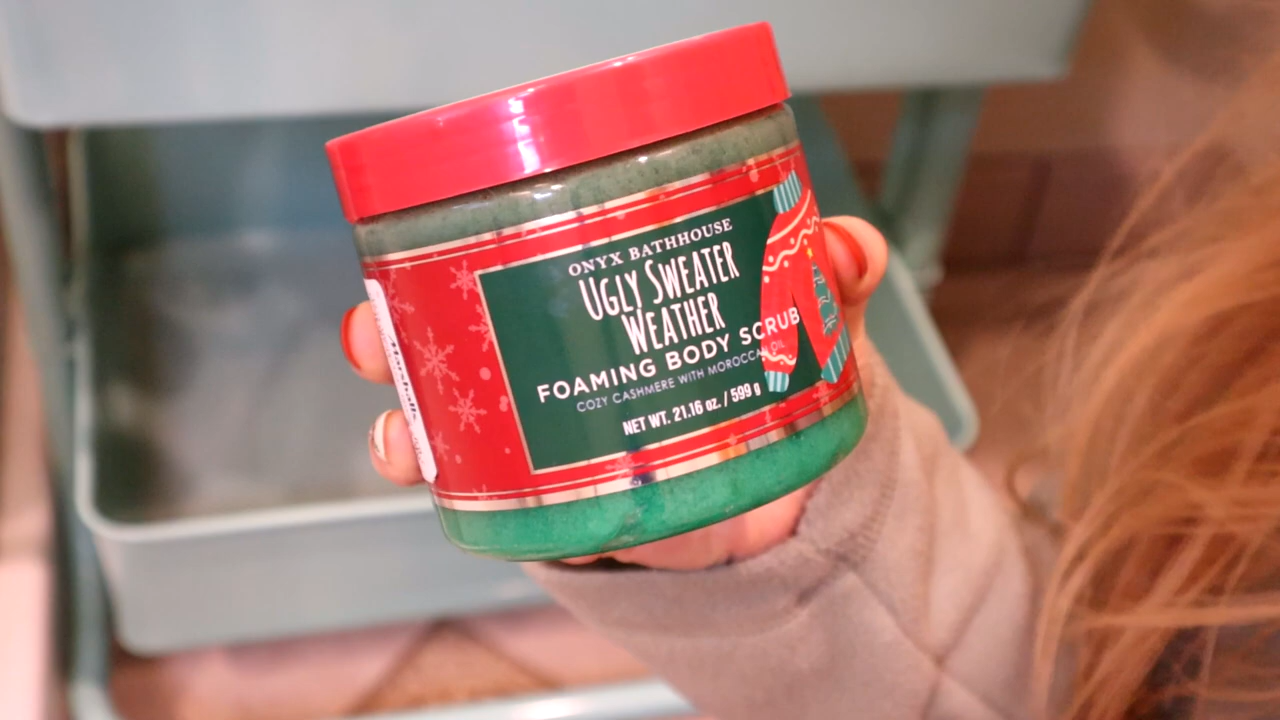 ONYX BATHHOUSE
UGLY SWEATER
WEATHER
FOAMING BODY SCRUB
COZY CASHMERE WITH MOROCCAN OIL
NET WT. 21.16 oz. / 599 g
Marshalls